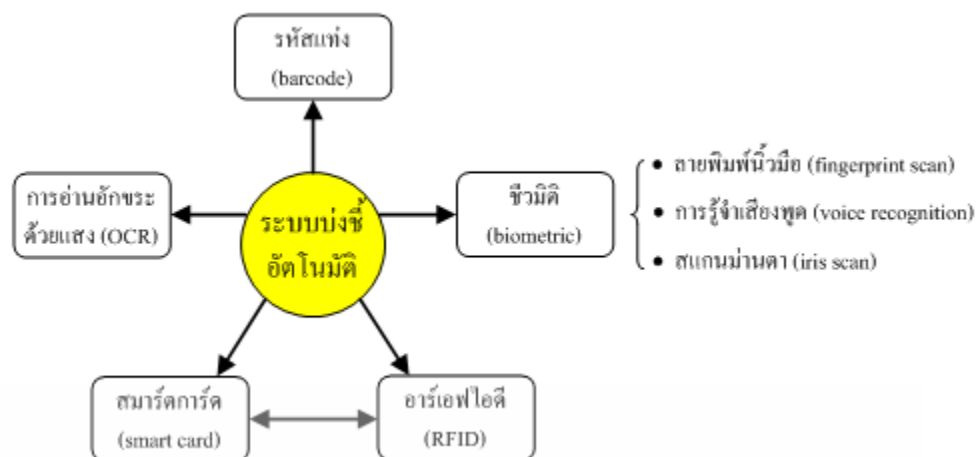 รหัสแท่ง
(barcode)
การอ่านอักขระ
ด้วยแสง (OCR)
ระบบบ่งชี้
อัตโนมัติ
ชีวมิติ
(biometric)
• ลายพิมพ์นิ้วมือ (fingerprint scan)
• การรู้จำเสียงพูด (voice recognition)
• สแกนม่านตา (iris scan)
สมาร์ตการ์ด
(smart card)
อาร์เอฟไอดี
(RFID)